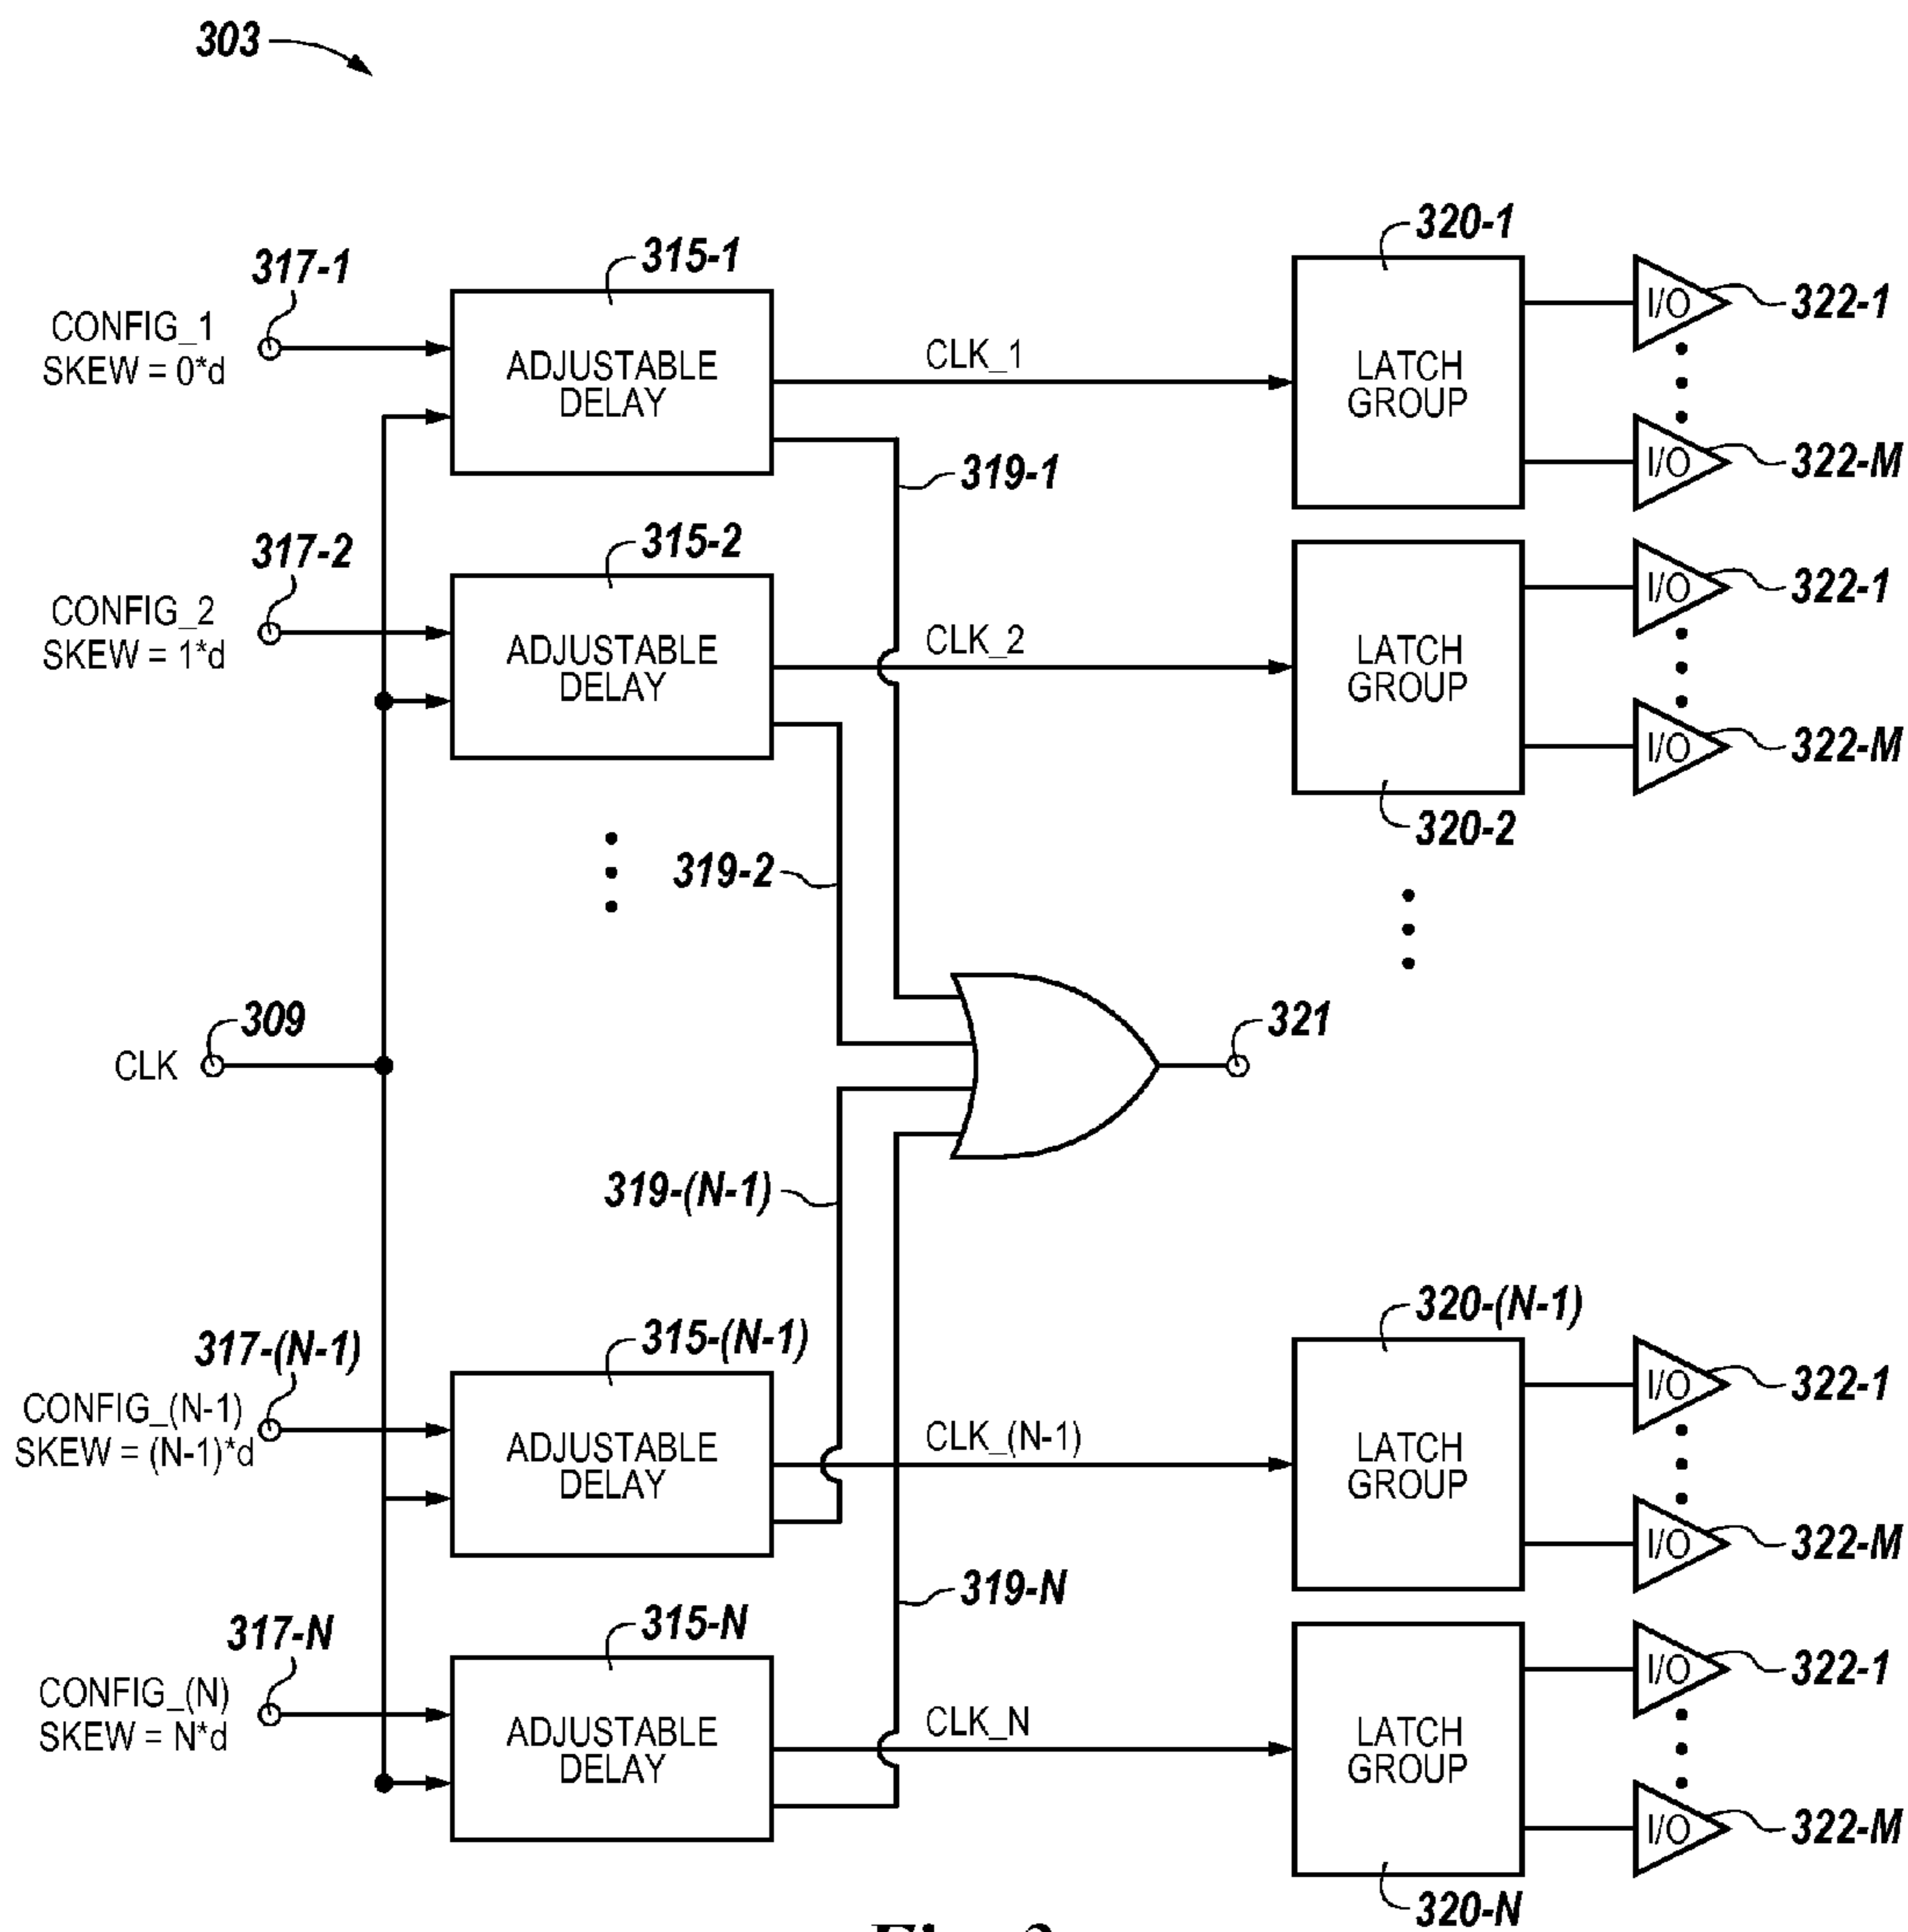 303
320-1
317-1
315-1
322-1
CONFIG_1
SKEW = 0*d
ADJUSTABLE
DELAY
CLK_1
LATCH
GROUP
I/O
I/O
322-M
319-1
317-2
315-2
322-1
CONFIG_2
SKEW = 1*d
ADJUSTABLE
DELAY
CLK_2
LATCH
GROUP
I/O
I/O
322-M
320-2
319-2
309
CLK
321
319-(N-1)
320-(N-1)
317-(N-1)
315-(N-1)
322-1
CONFIG_(N-1)
SKEW = (N-1)*d
ADJUSTABLE
DELAY
CLK_(N-1)
LATCH
GROUP
I/O
I/O
322-M
319-N
317-N
315-N
322-1
CONFIG_(N)
SKEW = N*d
ADJUSTABLE
DELAY
CLK_N
LATCH
GROUP
I/O
I/O
322-M
320-N